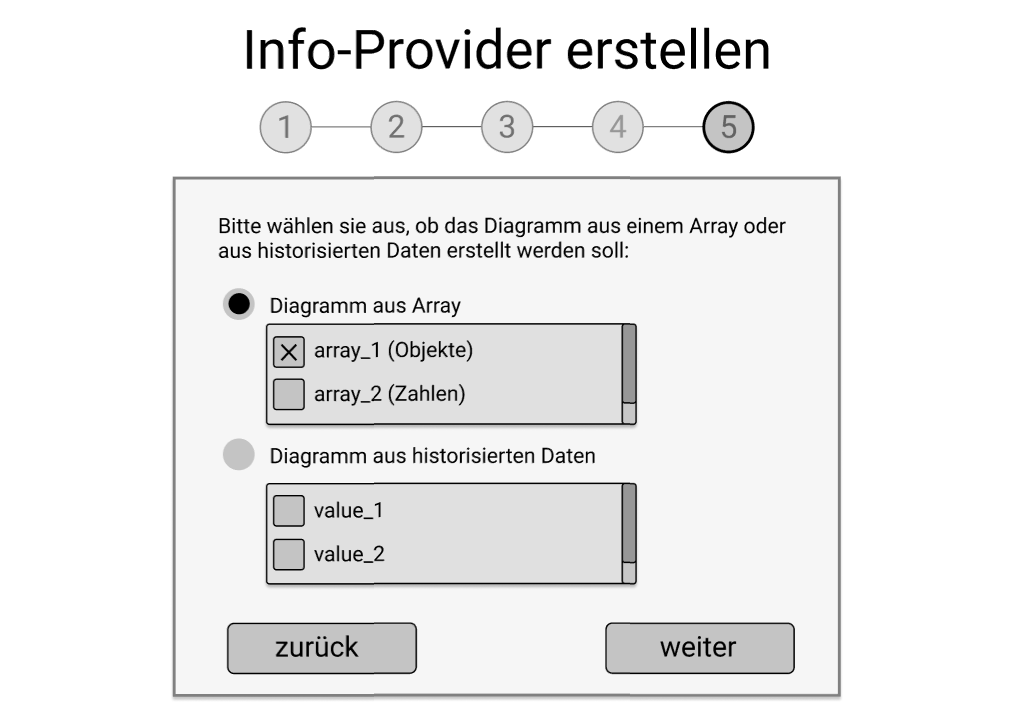 Info-Provider erstellen
1 2 3 4 5
Bitte wählen sie aus, ob das Diagramm aus einem Array oder
aus historisierten Daten erstellt werden soll:
Diagramm aus Array
array_1 (Objekte)
array_2 (Zahlen)
Diagramm aus historisierten Daten
value_1
value_2
zurück weiter